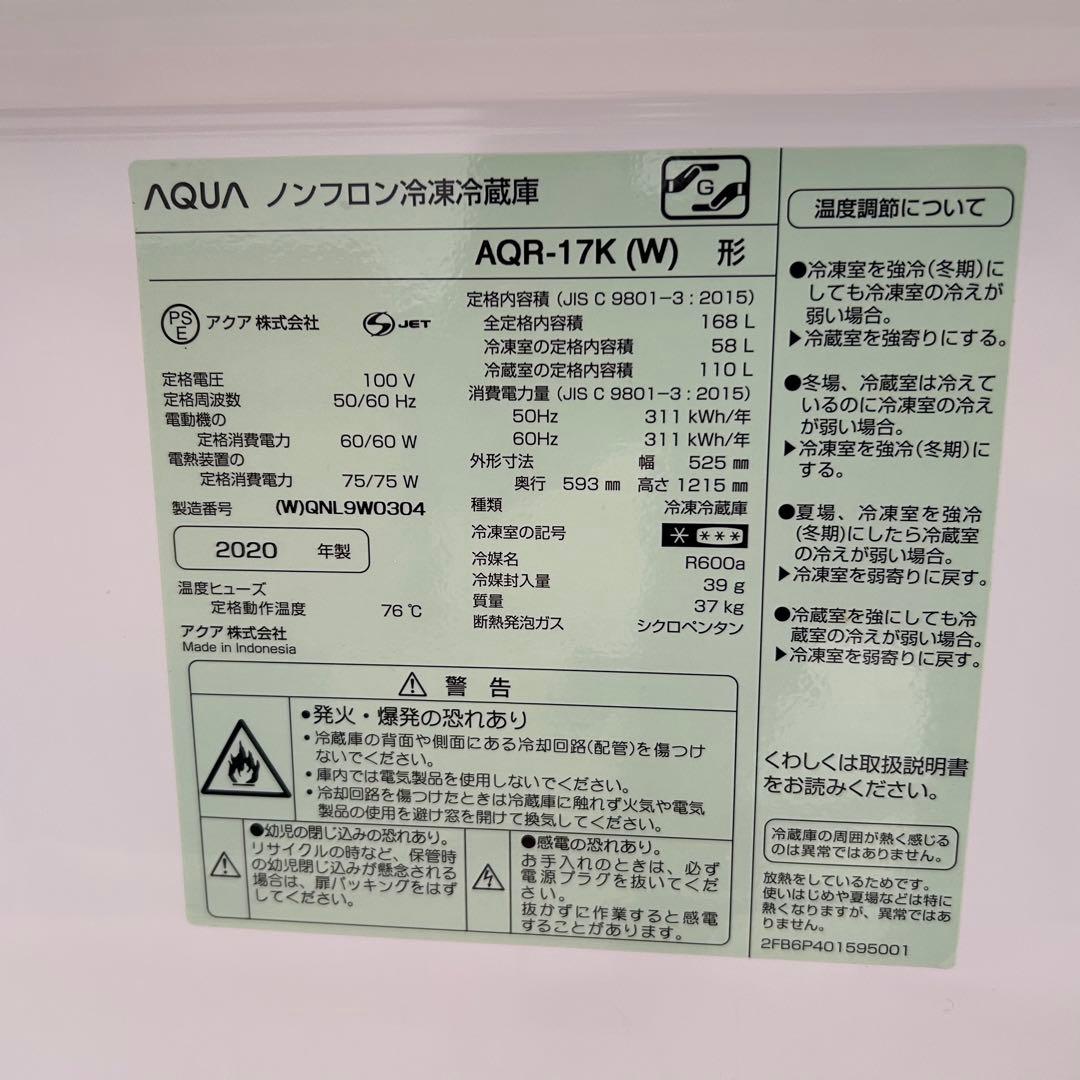 AQUA ノンフロン冷凍冷蔵庫
G
AQR-17K (W) 形
PS
E
アクア 株式会社
S JET
定格電圧 100 V
定格周波数 50/60 Hz
電動機の
定格消費電力 60/60 W
電熱装置の
定格消費電力 75/75 W
製造番号 (W)QNL9W0304
2020 年製
温度ヒューズ
定格動作温度 76 ℃
アクア 株式会社
Made in Indonesia
定格内容積 (JIS C 9801-3 : 2015)
全定格内容積 168 L
冷凍室の定格内容積 58 L
冷蔵室の定格内容積 110 L
消費電力量 (JIS C 9801-3 : 2015)
50Hz 311 kWh/年
60Hz 311 kWh/年
外形寸法 幅 525 ㎜
奥行 593 ㎜ 高さ 1215 ㎜
種類 冷凍冷蔵庫
冷凍室の記号 * ***
冷媒名 R600a
冷媒封入量 39 g
質量 37 kg
断熱発泡ガス シクロペンタン
⚠ 警 告
•発火・爆発の恐れあり
•冷蔵庫の背面や側面にある冷却回路(配管)を傷つけ
ないでください。
•庫内では電気製品を使用しないでください。
•冷却回路を傷つけたときは冷蔵庫に触れず火気や電気
製品の使用を避け窓を開けて換気してください。
●幼児の閉じ込みの恐れあり。
リサイクルの時など、保管時
の幼児閉じ込みが懸念される
場合は、扉パッキングをはず
してください。
●感電の恐れあり。
お手入れのときは、必ず
電源プラグを抜いてくだ
さい。
抜かずに作業すると感電
することがあります。
温度調節について
●冷凍室を強冷(冬期)に
しても冷凍室の冷えが
弱い場合。
▶冷蔵室を強寄りにする。
●冬場、冷蔵室は冷えて
いるのに冷凍室の冷え
が弱い場合。
▶冷凍室を強冷(冬期)に
する。
●夏場、冷凍室を強冷
(冬期)にしたら冷蔵室
の冷えが弱い場合。
▶冷凍室を弱寄りに戻す。
●冷蔵室を強にしても冷
蔵室の冷えが弱い場合。
▶冷凍室を弱寄りに戻す。
くわしくは取扱説明書
をお読みください。
冷蔵庫の周囲が熱く感じる
のは異常ではありません。
放熱をしているためです。
使いはじめや夏場などは特に
熱くなりますが、異常ではあ
りません。
2FB6P401595001